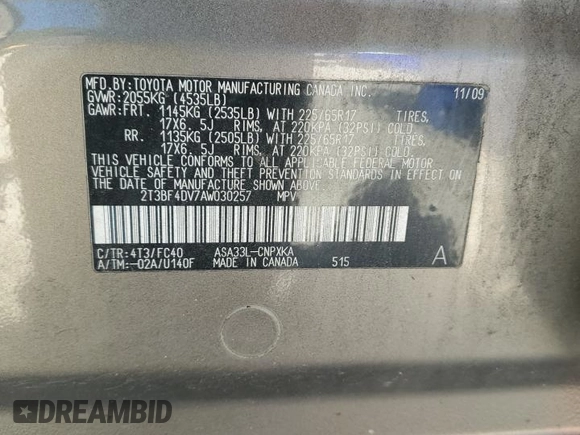 MFD. BY: TOYOTA MOTOR MANUFACTURING CANADA INC. 11/09
GVWR: 2055KG (4535LB)
GAWR: FRT. 1145KG (2535LB) WITH 225/65R17 TIRES,
17X6.5J RIMS, AT 220KPA (32PSI) COLD.
RR. 1135KG (2505LB) WITH 225/65R17 TIRES,
17X6.5J RIMS, AT 220KPA (32PSI) COLD.
THIS VEHICLE CONFORMS TO ALL APPLICABLE FEDERAL MOTOR
VEHICLE SAFETY AND THEFT PREVENTION STANDARDS IN EFFECT ON
THE DATE OF MANUFACTURE SHOWN ABOVE.
2T3BF4DV7AW030257 MPV
C/TR: 4T3/FC40 ASA33L-CNPXKA
A/TM: -02A/U140F MADE IN CANADA 515 A
DREAMBID